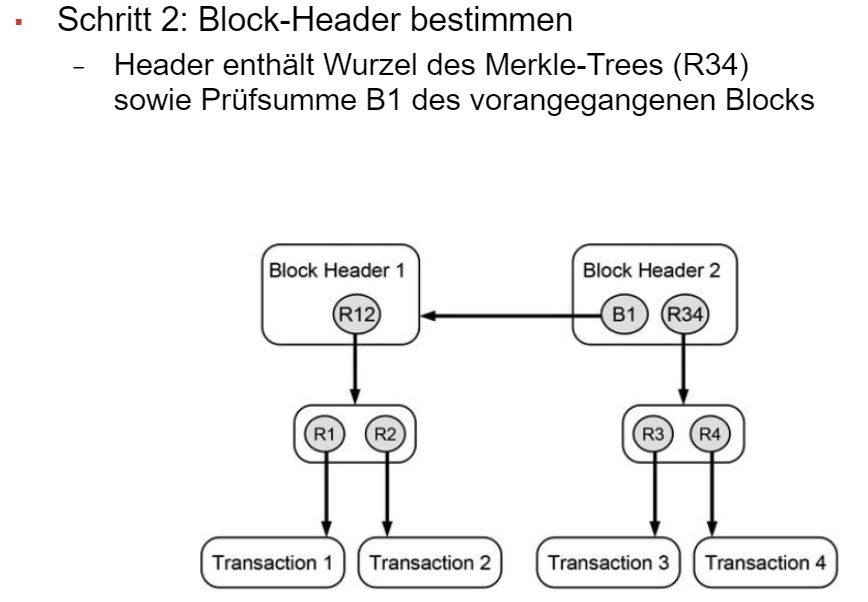 ▪ Schritt 2: Block-Header bestimmen
– Header enthält Wurzel des Merkle-Trees (R34)
sowie Prüfsumme B1 des vorangegangenen Blocks
Block Header 1
Block Header 2
R12
B1
R34
R1
R2
R3
R4
Transaction 1
Transaction 2
Transaction 3
Transaction 4